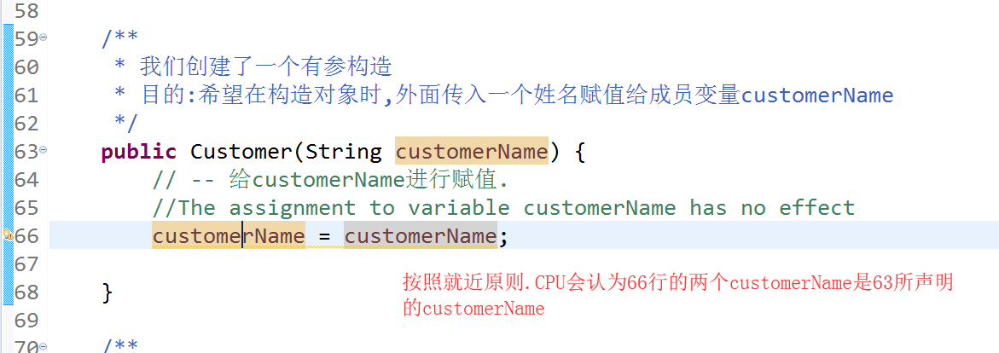 58
59 /**
60 * 我们创建了一个有参构造
61 * 目的:希望在构造对象时,外面传入一个姓名赋值给成员变量customerName
62 */
63 public Customer(String customerName) {
64 // -- 给customerName进行赋值.
65 //The assignment to variable customerName has no effect
66 customerName = customerName;
67
按照就近原则.CPU会认为66行的两个customerName是63所声明
的customerName
68 }
69
70 /**